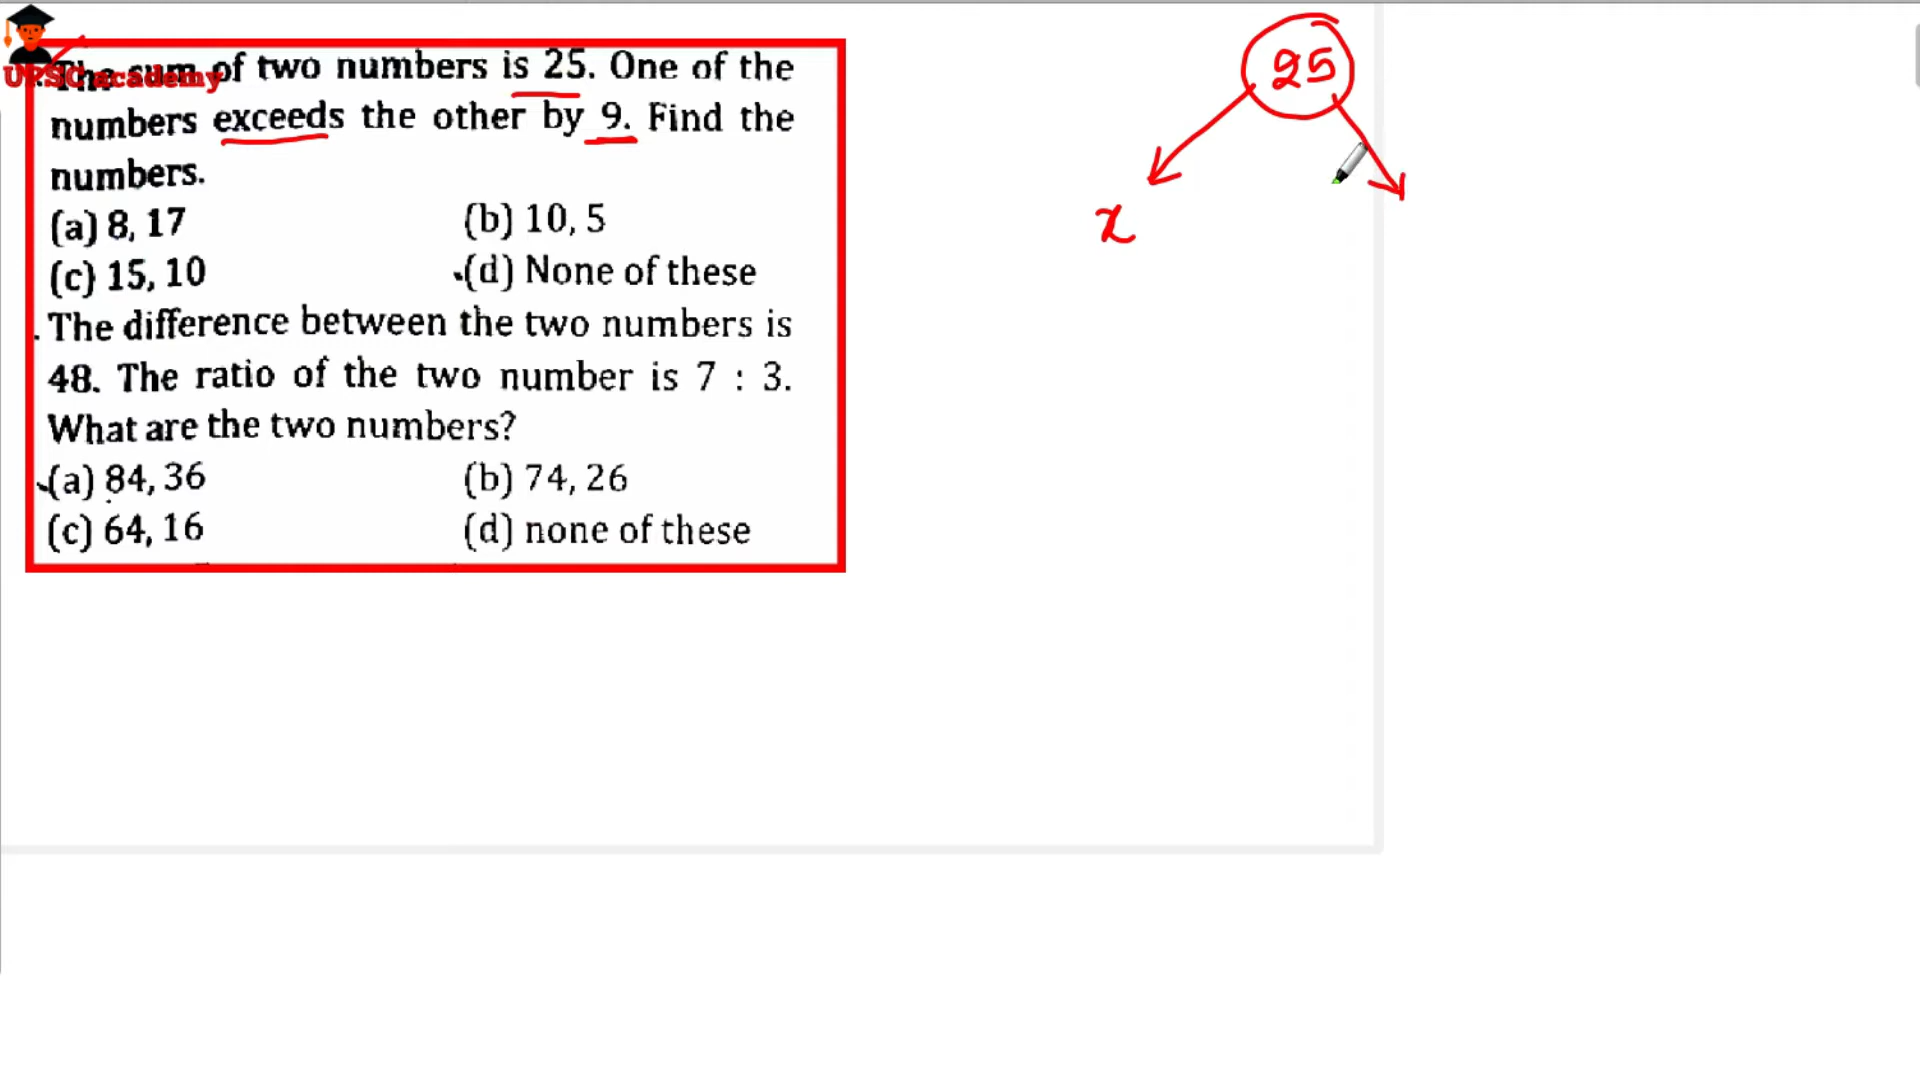 UPSC academy
The sum of two numbers is 25. One of the
numbers exceeds the other by 9. Find the
numbers.
(a) 8, 17 (b) 10, 5
(c) 15, 10 (d) None of these
The difference between the two numbers is
48. The ratio of the two number is 7 : 3.
What are the two numbers?
(a) 84, 36 (b) 74, 26
(c) 64, 16 (d) none of these
25
x